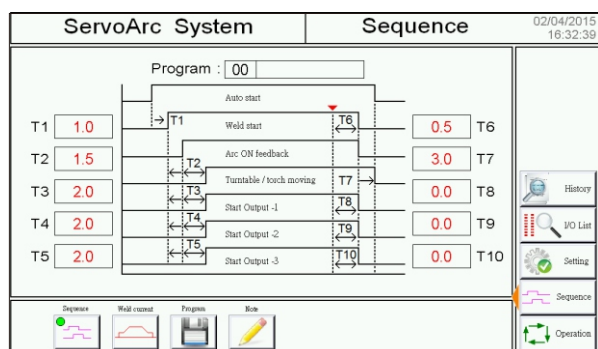 ServoArc System
Sequence
02/04/2015
16:32:39
Program : 00
Auto start
T1
Weld start
T6
Arc ON feedback
T2
Turntable / torch moving
T7
T3
Start Output -1
T8
T4
Start Output -2
T9
T5
Start Output -3
T10
T1 1.0
T2 1.5
T3 2.0
T4 2.0
T5 2.0
0.5 T6
3.0 T7
0.0 T8
0.0 T9
0.0 T10
History
I/O List
Setting
Sequence
Operation
Sequence
Weld current
Program
Note